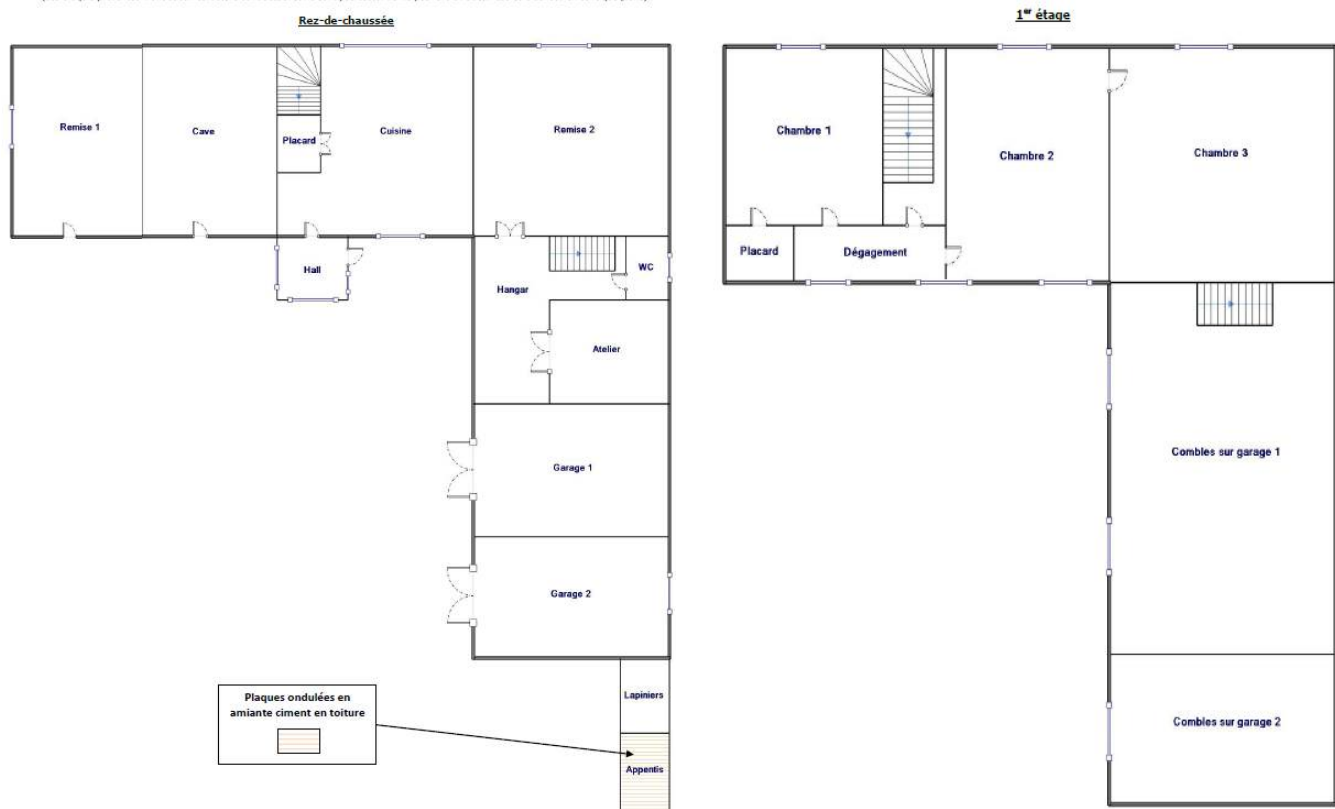 Rez-de-chaussée
1er étage
Remise 1
Cave
Placard
Cuisine
Remise 2
Hall
Hangar
WC
Atelier
Garage 1
Garage 2
Lapiniers
Appentis
Plaques ondulées en
amiante ciment en toiture
Chambre 1
Chambre 2
Chambre 3
Placard
Dégagement
Combles sur garage 1
Combles sur garage 2